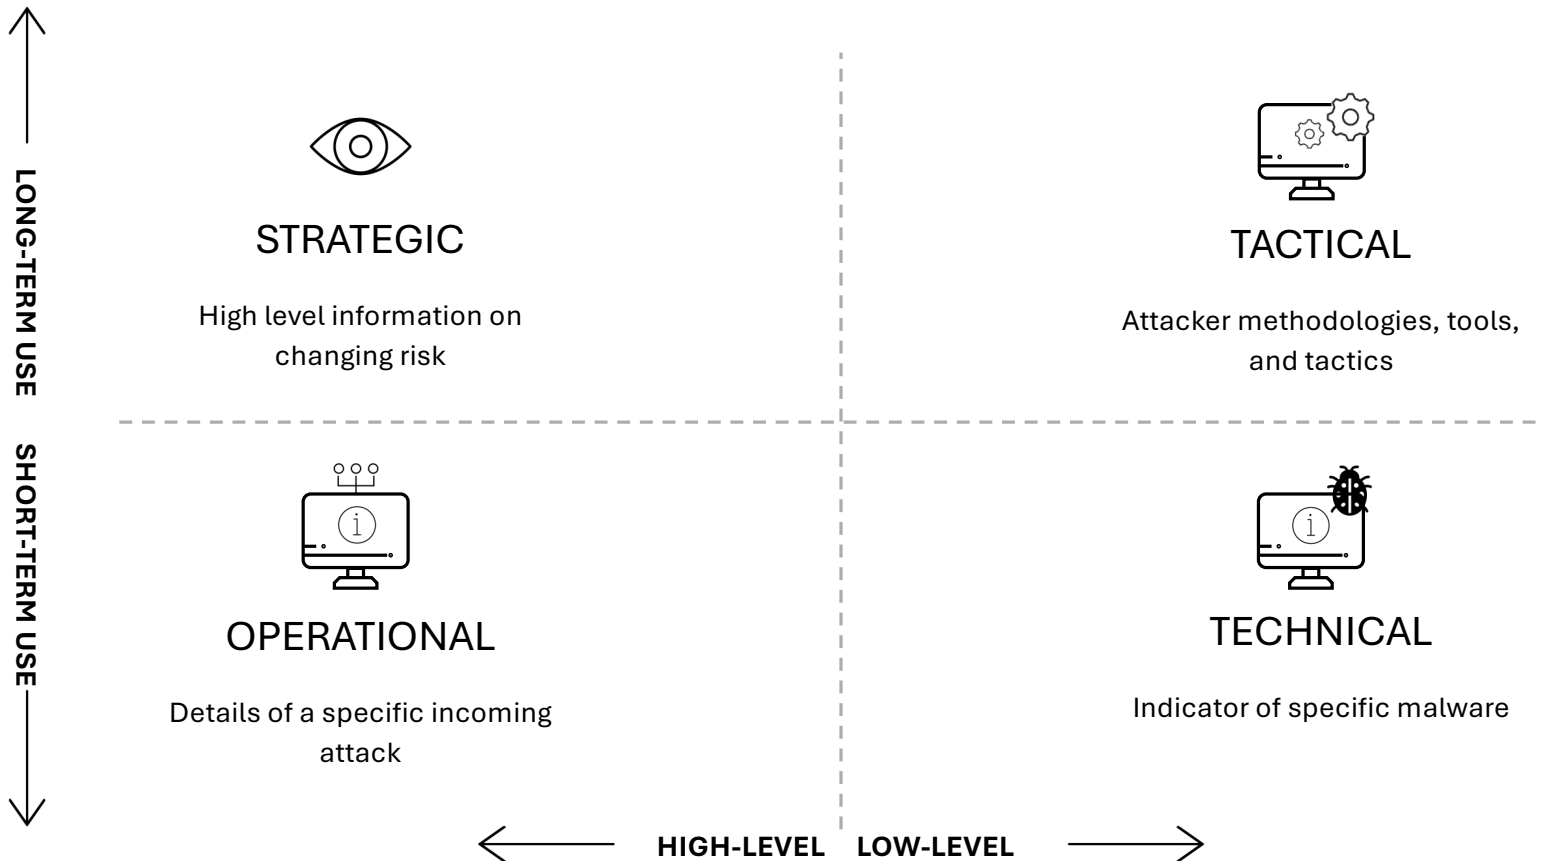 LONG-TERM USE
STRATEGIC
High level information on
changing risk
TACTICAL
Attacker methodologies, tools,
and tactics
SHORT-TERM USE
i
OPERATIONAL
Details of a specific incoming
attack
i
TECHNICAL
Indicator of specific malware
HIGH-LEVEL
LOW-LEVEL